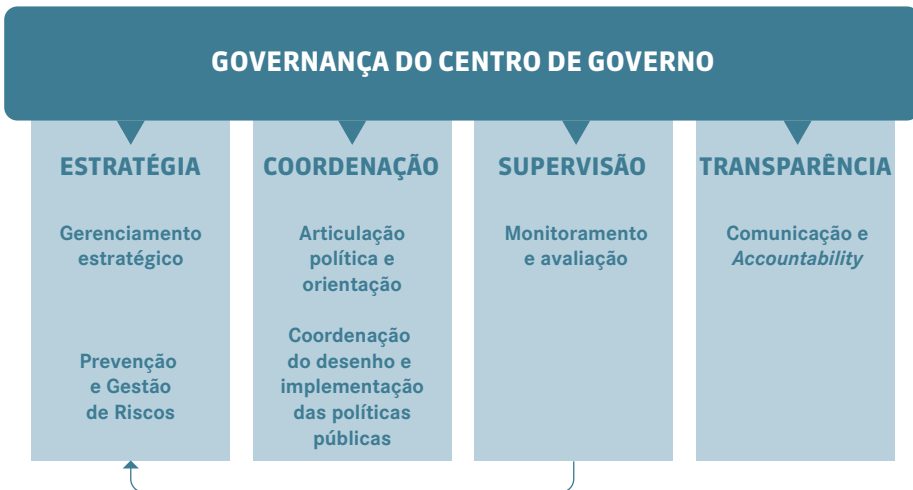 GOVERNANÇA DO CENTRO DE GOVERNO
ESTRATÉGIA
Gerenciamento
estratégico
Prevenção
e Gestão
de Riscos
COORDENAÇÃO
Articulação
política e
orientação
Coordenação
do desenho e
implementação
das políticas
públicas
SUPERVISÃO
Monitoramento
e avaliação
TRANSPARÊNCIA
Comunicação e
Accountability